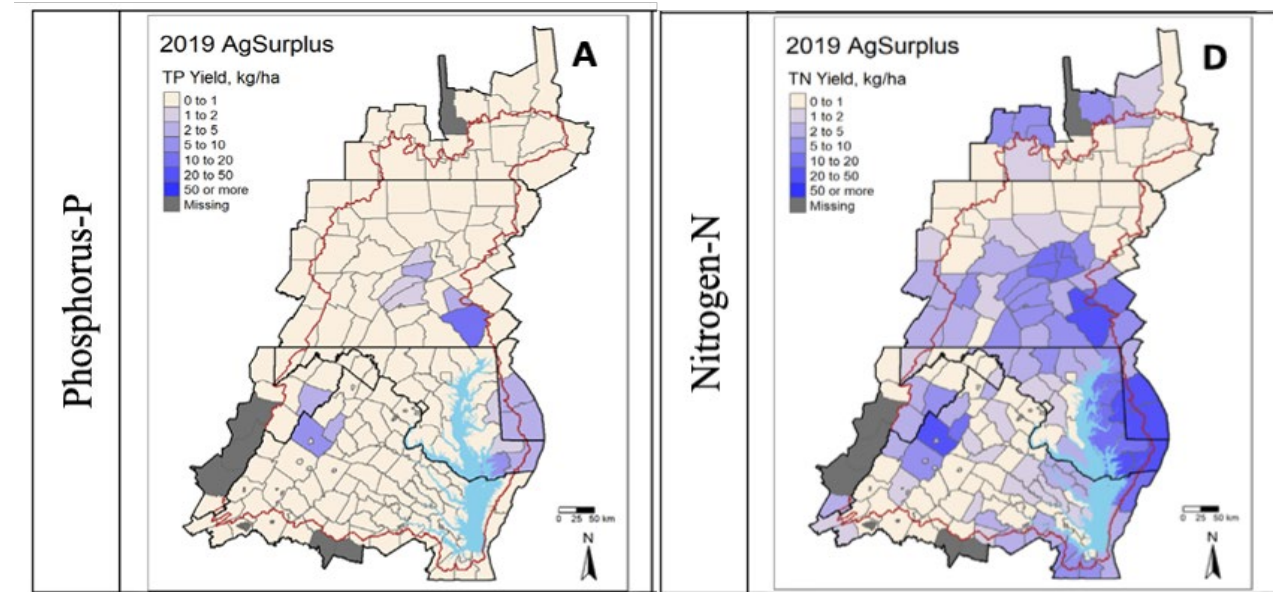 Phosphorus-P
2019 AgSurplus
A
TP Yield, kg/ha
0 to 1
1 to 2
2 to 5
5 to 10
10 to 20
20 to 50
50 or more
Missing
0 25 50 km
N
Nitrogen-N
2019 AgSurplus
D
TN Yield, kg/ha
0 to 1
1 to 2
2 to 5
5 to 10
10 to 20
20 to 50
50 or more
Missing
0 25 50 km
N